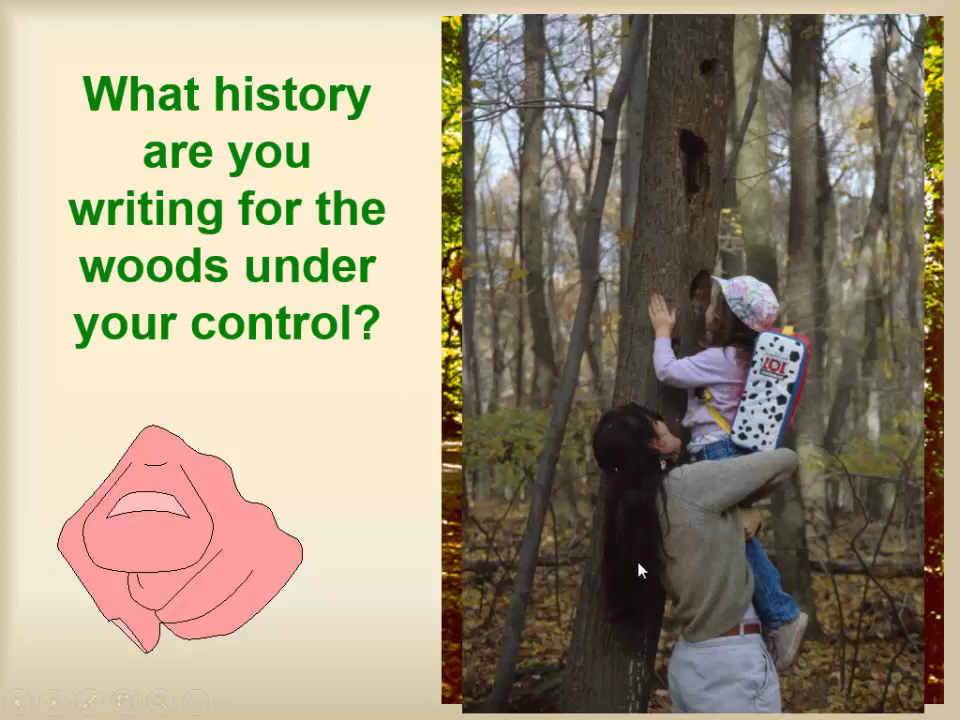 What history
are you
writing for the
woods under
your control?
101